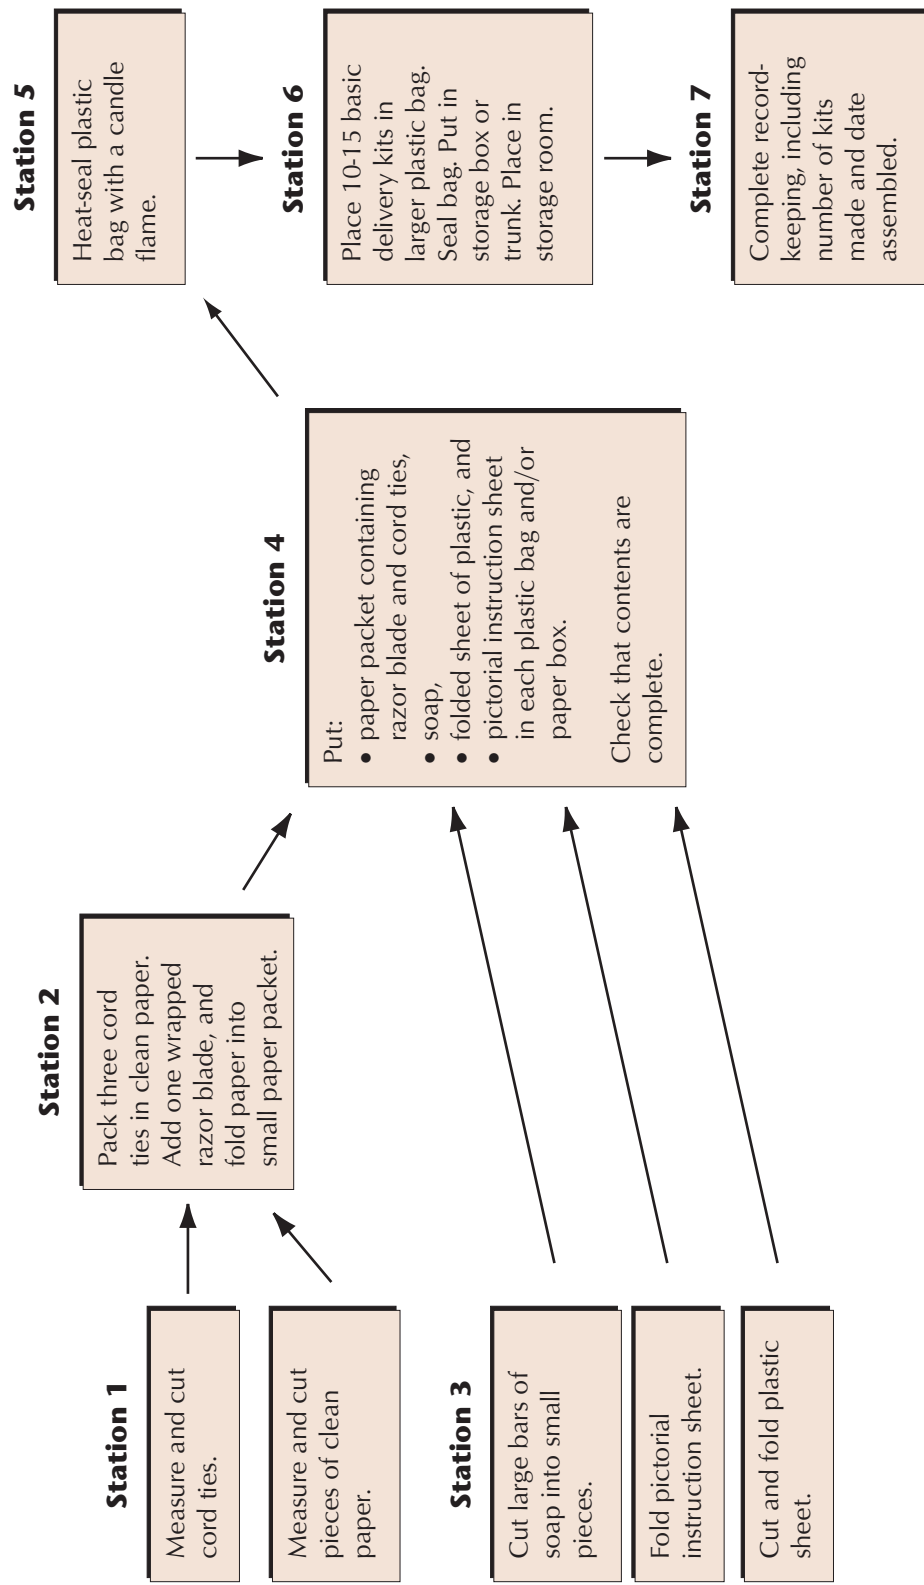 Station 1
Measure and cut
cord ties.
Measure and cut
pieces of clean
paper.
Station 2
Pack three cord
ties in clean paper.
Add one wrapped
razor blade, and
fold paper into
small paper packet.
Station 3
Cut large bars of
soap into small
pieces.
Fold pictorial
instruction sheet.
Cut and fold plastic
sheet.
Station 4
Put:
• paper packet containing
razor blade and cord ties,
• soap,
• folded sheet of plastic, and
• pictorial instruction sheet
in each plastic bag and/or
paper box.
Check that contents are
complete.
Station 5
Heat-seal plastic
bag with a candle
flame.
Station 6
Place 10-15 basic
delivery kits in
larger plastic bag.
Seal bag. Put in
storage box or
trunk. Place in
storage room.
Station 7
Complete record-
keeping, including
number of kits
made and date
assembled.